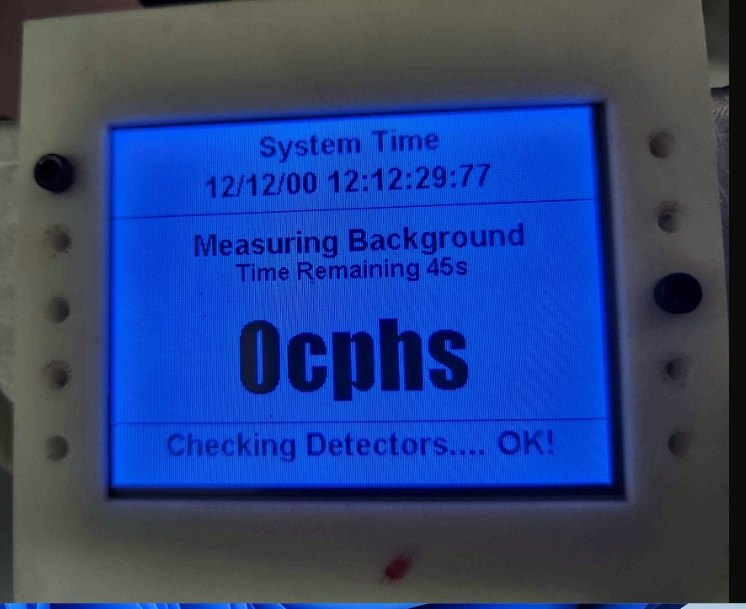 System Time
12/12/00 12:12:29:77
Measuring Background
Time Remaining 45s
0cphs
Checking Detectors.... OK!